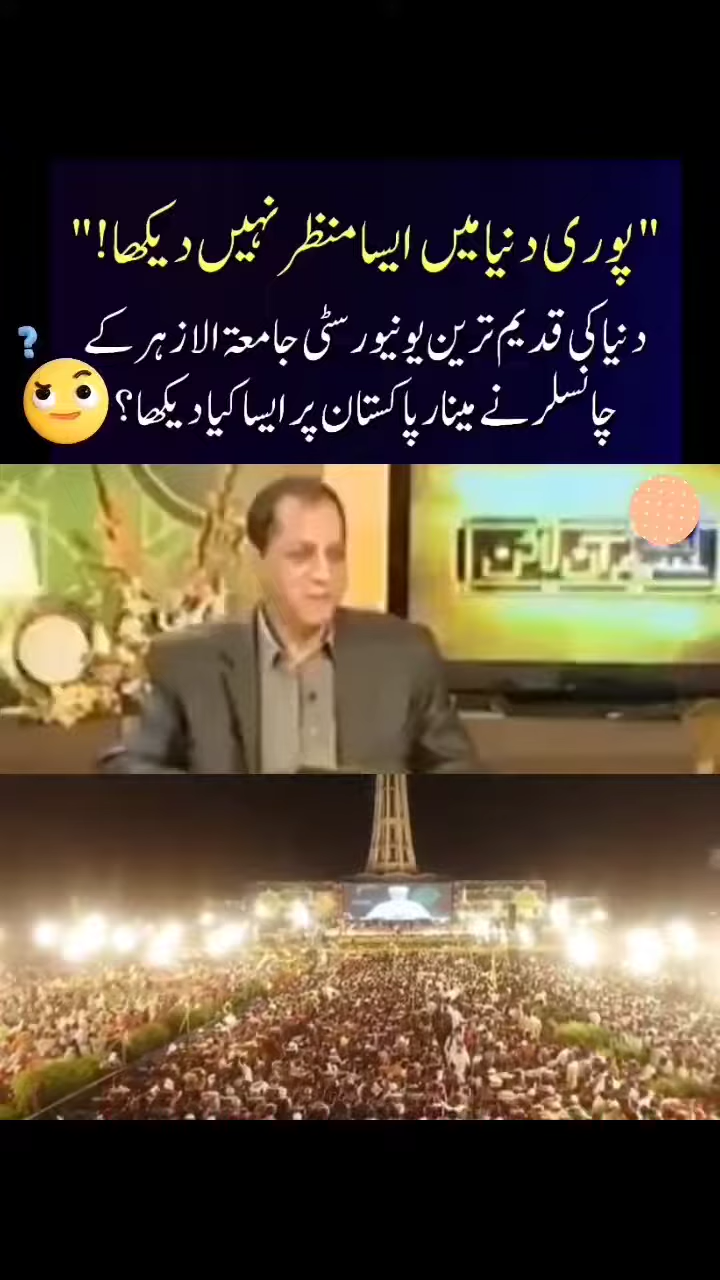 "پوری دنیا میں ایسا منظر نہیں دیکھا!"
دنیا کی قدیم ترین یونیورسٹی جامعۃ الازہر کے
چانسلر نے مینار پاکستان پر ایسا کیا دیکھا؟